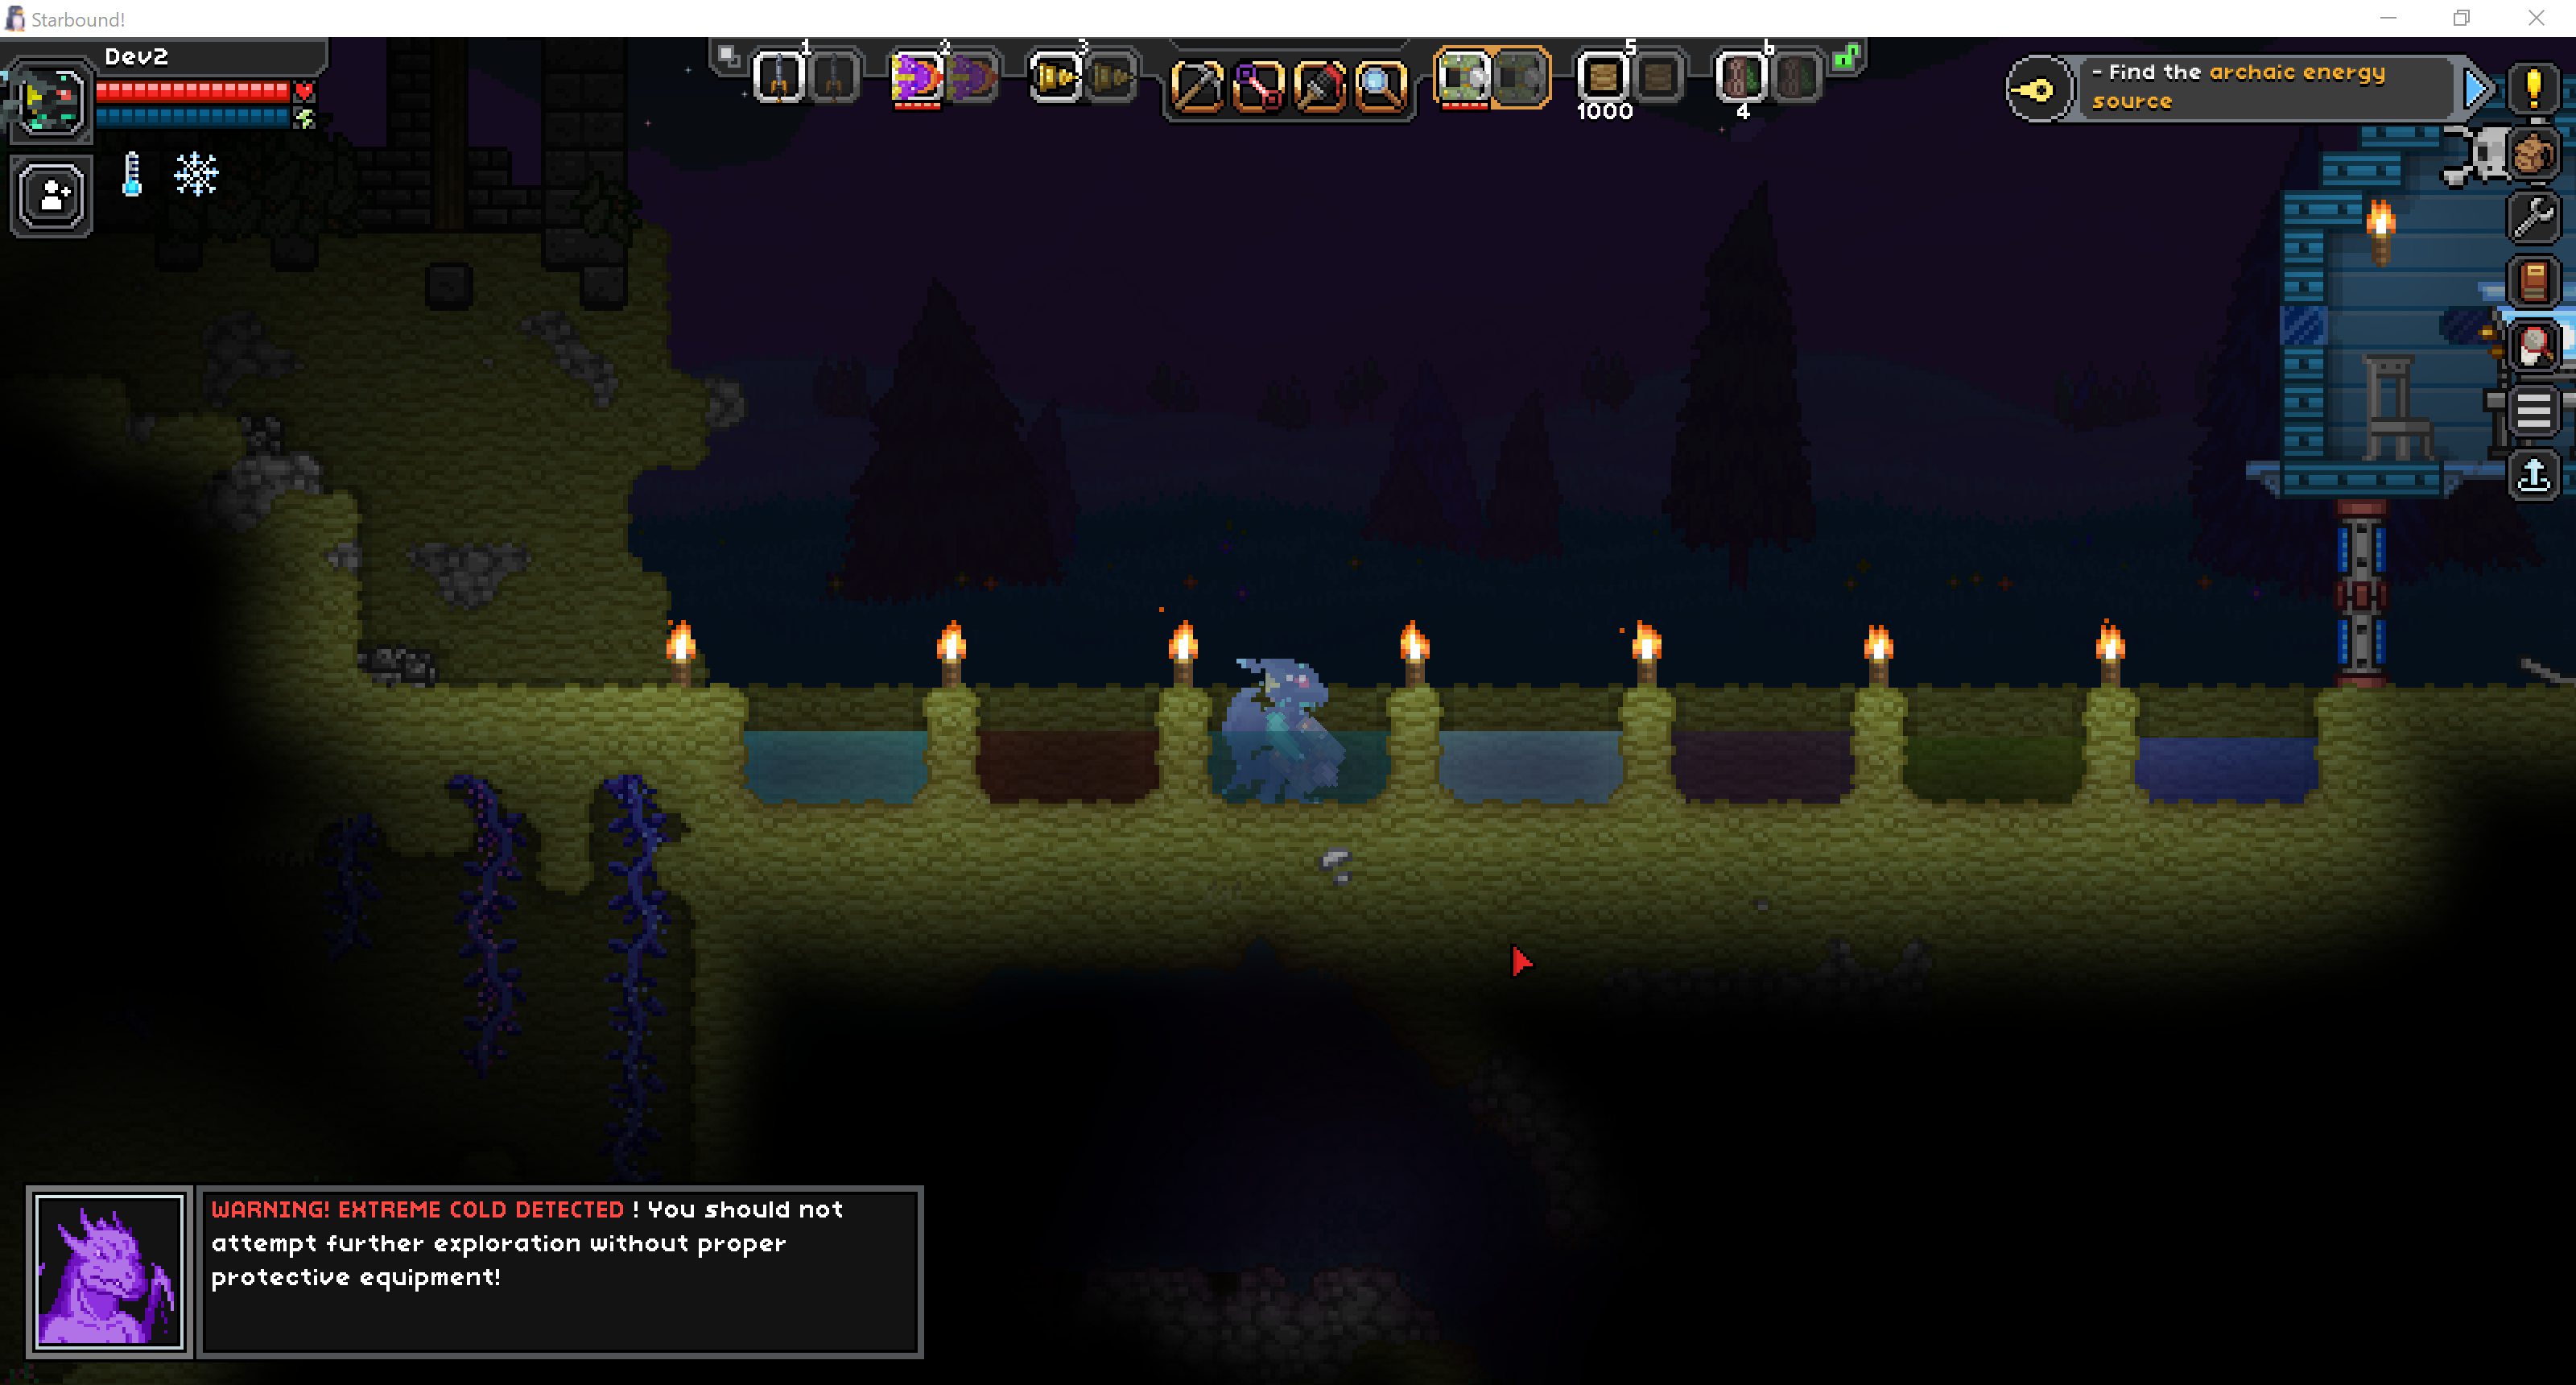 Starbound!
Dev2
1
2
3
5
6
1000
4
- Find the archaic energy
source
WARNING! EXTREME COLD DETECTED ! You should not
attempt further exploration without proper
protective equipment!